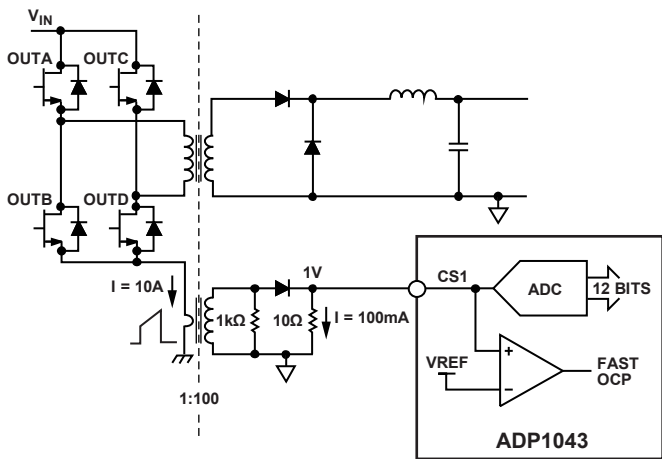 VIN
OUTA
OUTC
OUTB
OUTD
I = 10A
1:100
1kΩ
10Ω
1V
I = 100mA
CS1
ADC
12 BITS
VREF
+
–
FAST
OCP
ADP1043